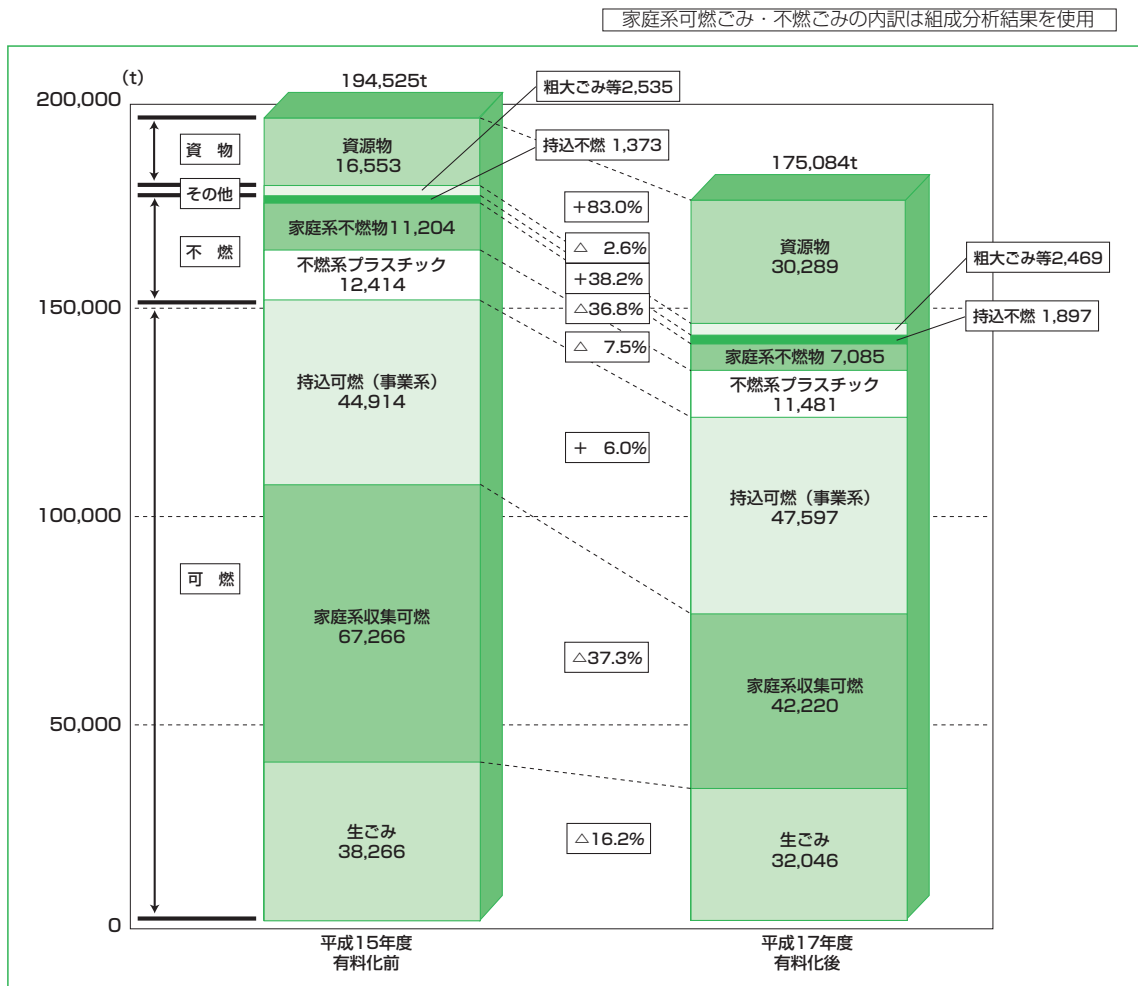 家庭系可燃ごみ・不燃ごみの内訳は組成分析結果を使用
(t)
200,000
150,000
100,000
50,000
0
資 物
その他
不 燃
可 燃
194,525t
資源物
16,553
粗大ごみ等2,535
持込不燃 1,373
家庭系不燃物11,204
不燃系プラスチック
12,414
持込可燃(事業系)
44,914
家庭系収集可燃
67,266
生ごみ
38,266
平成15年度
有料化前
+83.0%
△ 2.6%
+38.2%
△36.8%
△ 7.5%
+ 6.0%
△37.3%
△16.2%
175,084t
資源物
30,289
粗大ごみ等2,469
持込不燃 1,897
家庭系不燃物 7,085
不燃系プラスチック
11,481
持込可燃(事業系)
47,597
家庭系収集可燃
42,220
生ごみ
32,046
平成17年度
有料化後